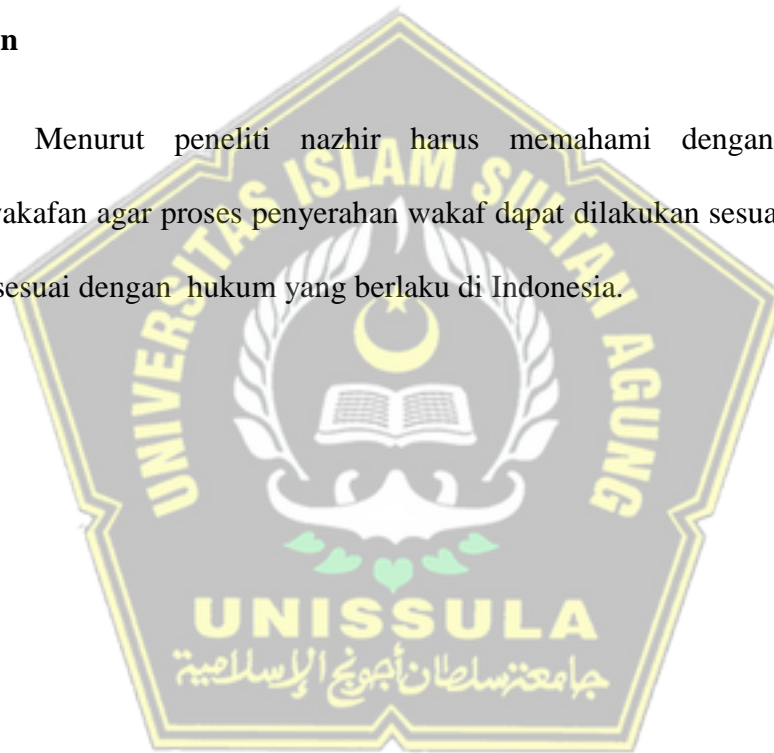 n
Menurut peneliti nazhir harus memahami dengan
vakafan agar proses penyerahan wakaf dapat dilakukan sesua
sesuai dengan hukum yang berlaku di Indonesia.
UNIVERSITAS ISLAM SULTAN AGUNG
UNISSULA
جامعة سلطان أجونج الإسلامية